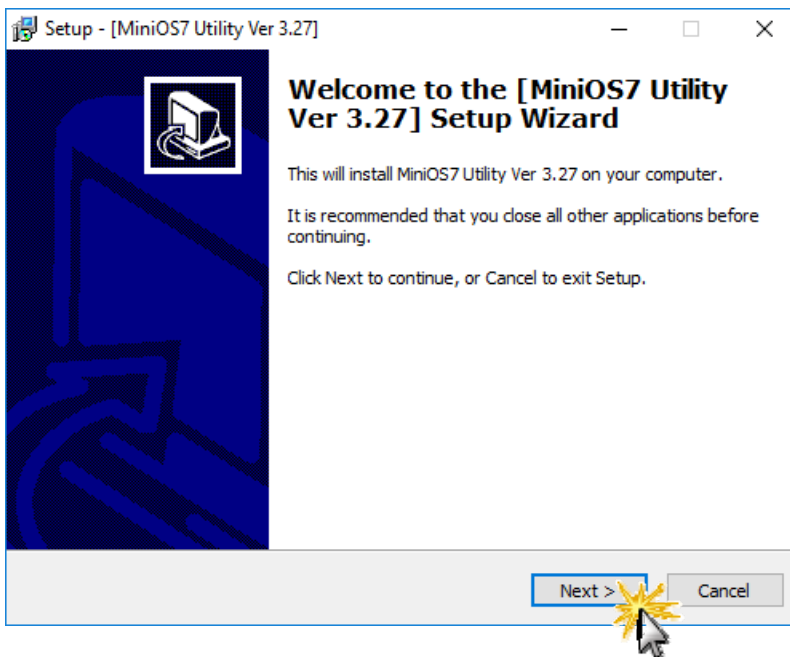 Setup - [MiniOS7 Utility Ver 3.27]
Welcome to the [MiniOS7 Utility
Ver 3.27] Setup Wizard
This will install MiniOS7 Utility Ver 3.27 on your computer.
It is recommended that you close all other applications before
continuing.
Click Next to continue, or Cancel to exit Setup.
Next >
Cancel